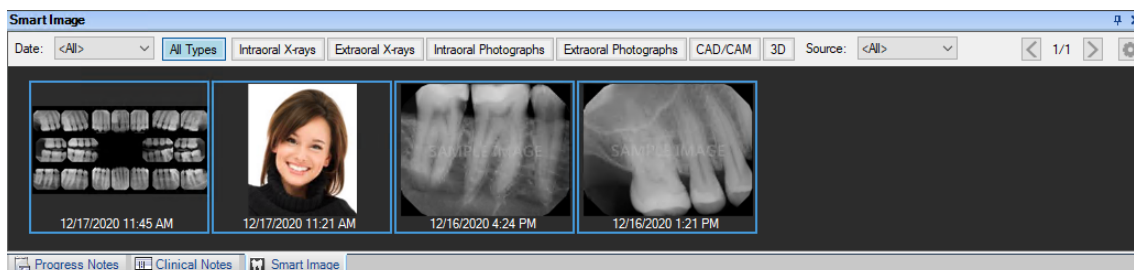 Smart Image
Date: <All> All Types Intraoral X-rays Extraoral X-rays Intraoral Photographs Extraoral Photographs CAD/CAM 3D Source: <All> 1/1
SAMPLE IMAGE SAMPLE IMAGE
12/17/2020 11:45 AM 12/17/2020 11:21 AM 12/16/2020 4:24 PM 12/16/2020 1:21 PM
Progress Notes Clinical Notes Smart Image